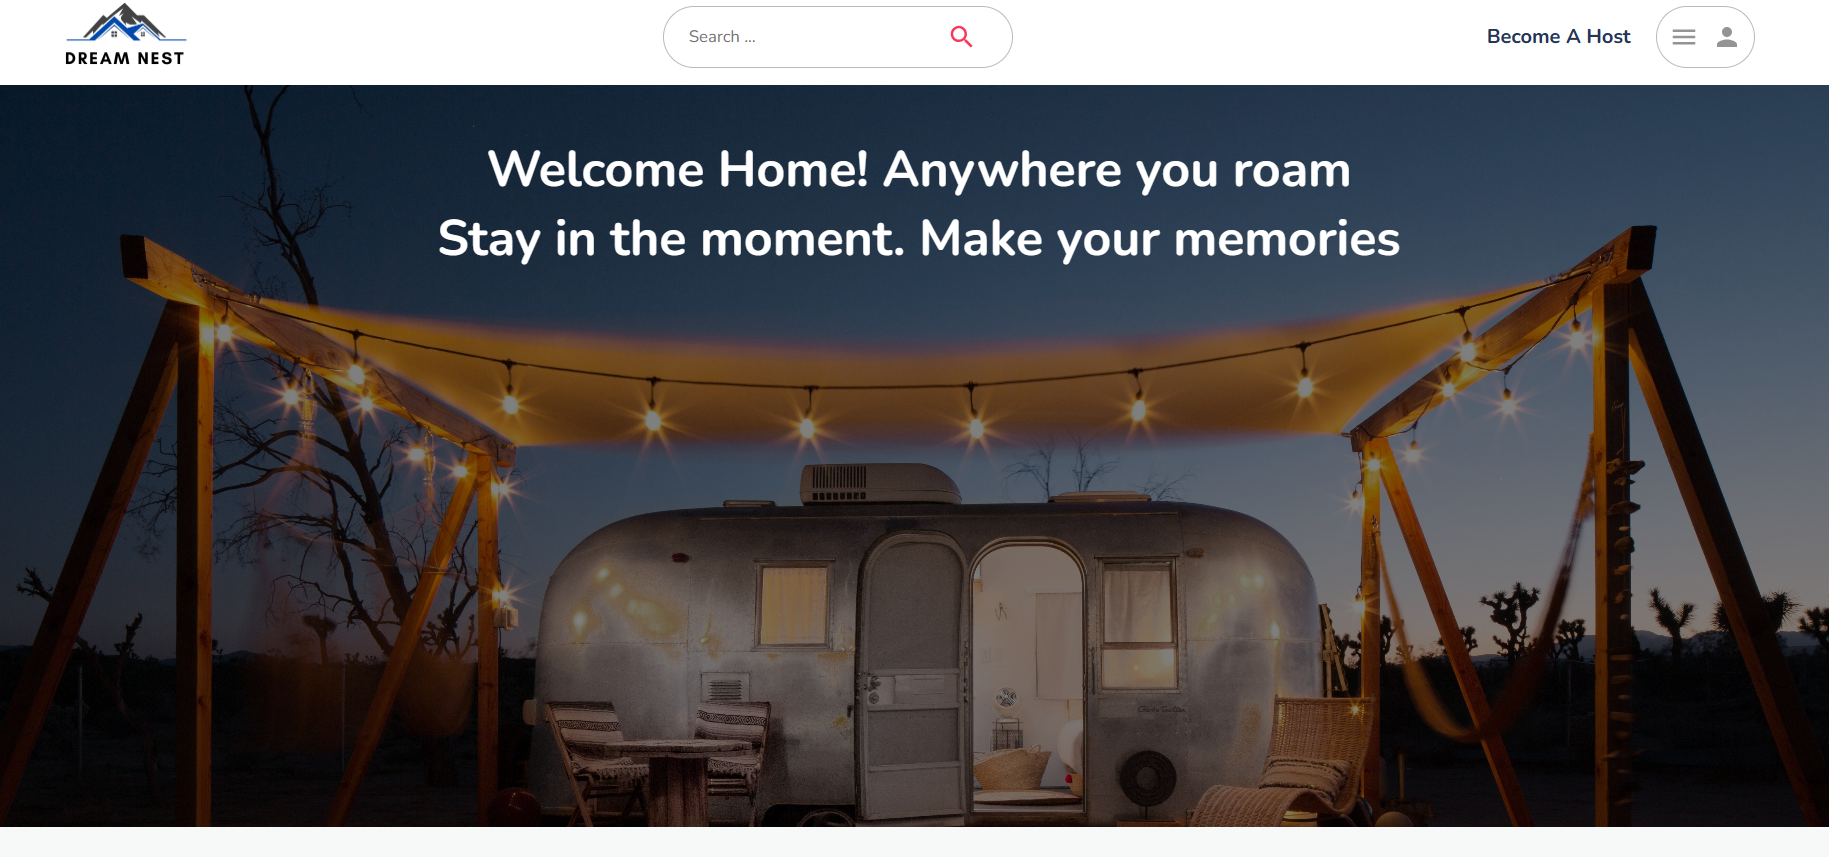 DREAM NEST
Search ...
Become A Host
Welcome Home! Anywhere you roam
Stay in the moment. Make your memories